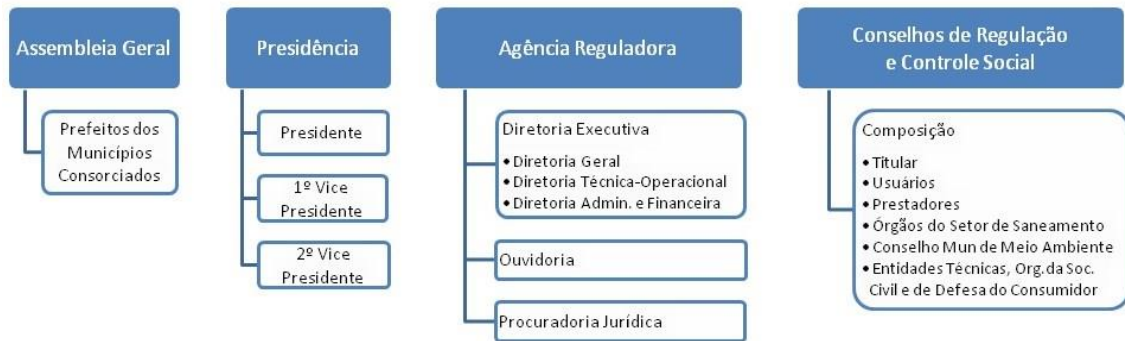 Assembleia Geral
Prefeitos dos
Municípios
Consorciados
Presidência
Presidente
1º Vice
Presidente
2º Vice
Presidente
Agência Reguladora
Diretoria Executiva
• Diretoria Geral
• Diretoria Técnica-Operacional
• Diretoria Admin. e Financeira
Ouvidoria
Procuradoria Jurídica
Conselhos de Regulação
e Controle Social
Composição
• Titular
• Usuários
• Prestadores
• Órgãos do Setor de Saneamento
• Conselho Mun de Meio Ambiente
• Entidades Técnicas, Org.da Soc.
Civil e de Defesa do Consumidor